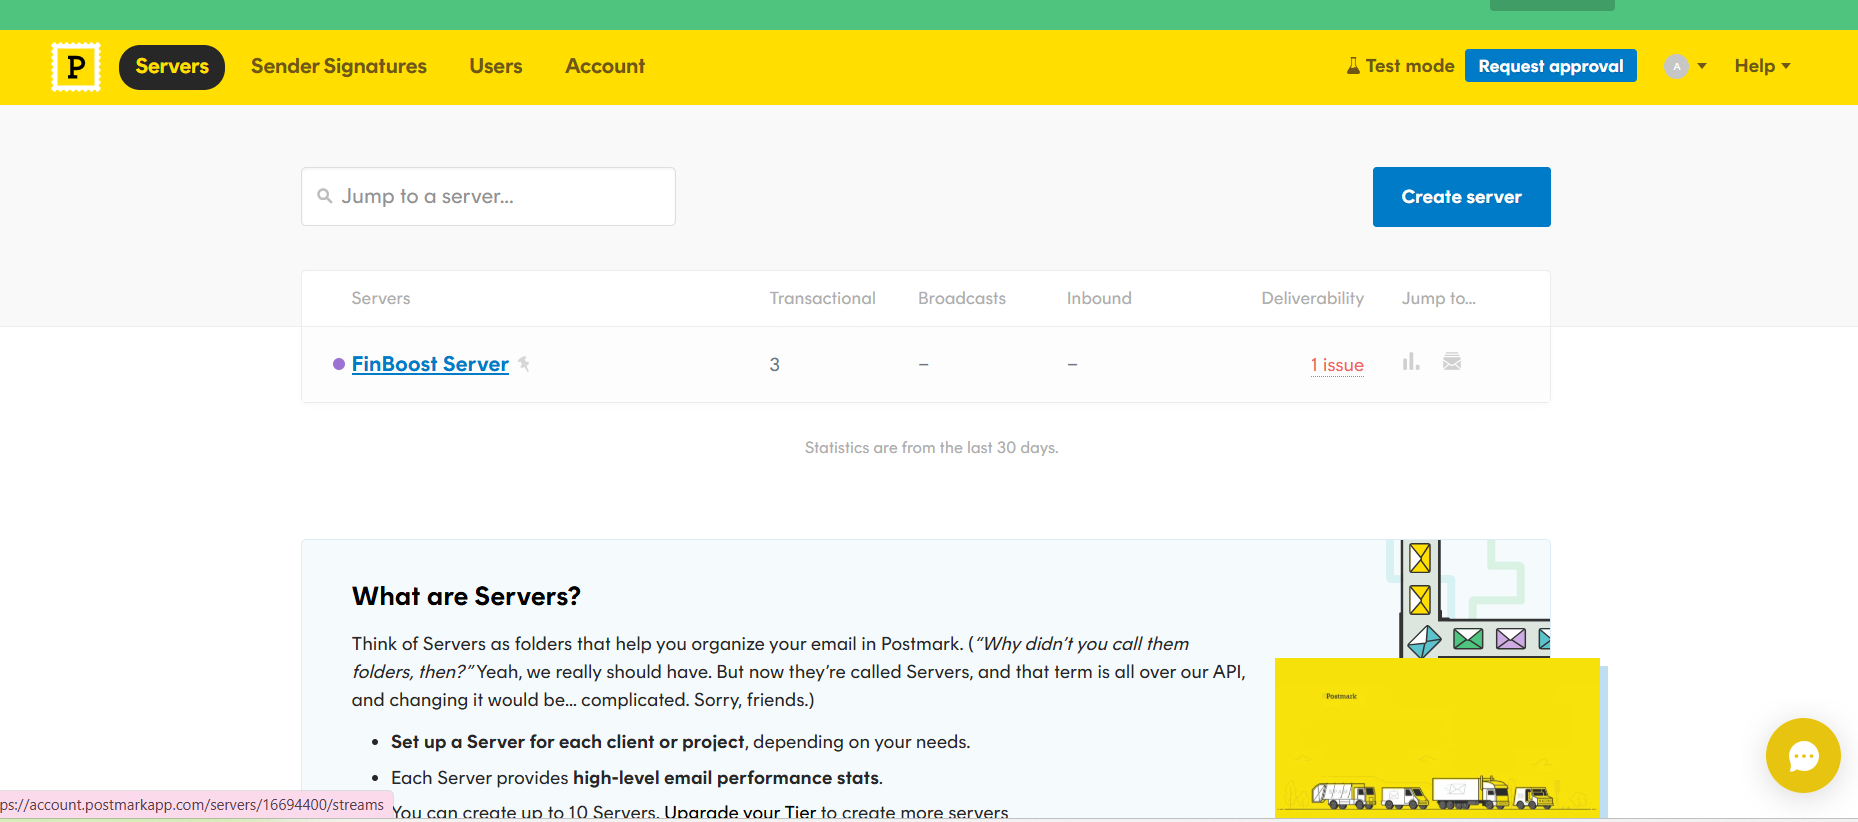 P
Servers
Sender Signatures
Users
Account
Test mode
Request approval
A
Help
Jump to a server...
Create server
Servers
Transactional
Broadcasts
Inbound
Deliverability
Jump to...
FinBoost Server
3
–
–
1 issue
Statistics are from the last 30 days.
What are Servers?
Think of Servers as folders that help you organize your email in Postmark. (“Why didn’t you call them
folders, then?” Yeah, we really should have. But now they’re called Servers, and that term is all over our API,
and changing it would be... complicated. Sorry, friends.)
• Set up a Server for each client or project, depending on your needs.
• Each Server provides high-level email performance stats.
You can create up to 10 Servers. Upgrade your Tier to create more servers
Postmark
ps://account.postmarkapp.com/servers/16694400/streams